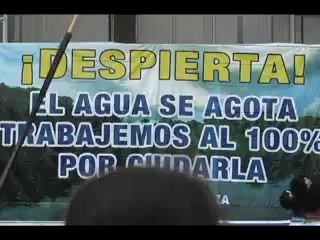 ¡DESPIERTA!
EL AGUA SE AGOTA
TRABAJEMOS AL 100%
POR CUIDARLA